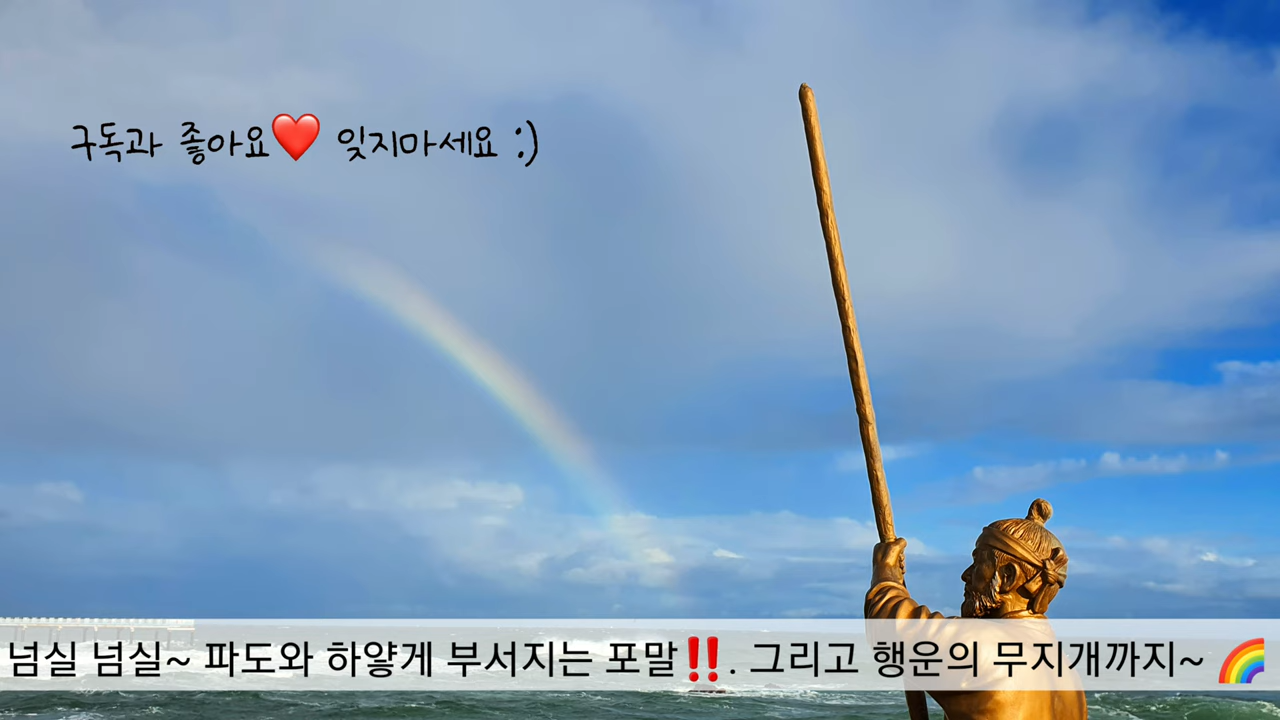 구독과 좋아요❤️ 잊지마세요 :)
넘실 넘실~ 파도와 하얗게 부서지는 포말‼️. 그리고 행운의 무지개까지~ 🌈